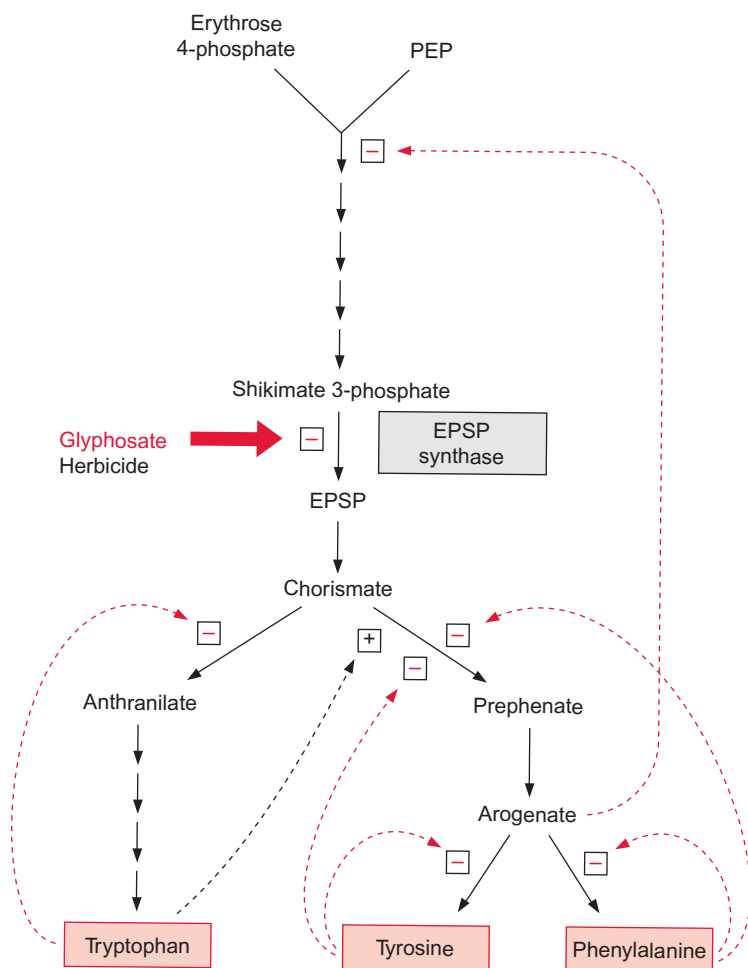 Erythrose
4-phosphate
PEP
−
Shikimate 3-phosphate
Glyphosate
Herbicide
−
EPSP
synthase
EPSP
Chorismate
−
+
−
−
Anthranilate
Prephenate
Arogenate
−
−
Tryptophan
Tyrosine
Phenylalanine